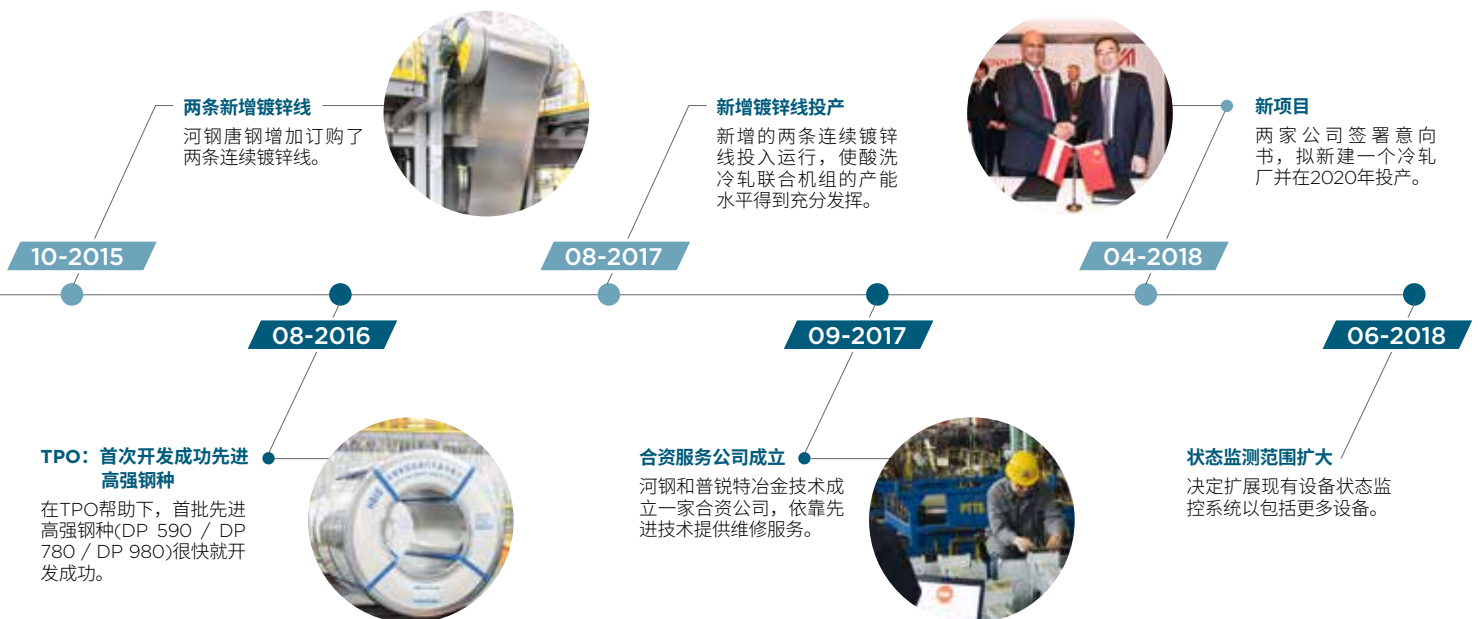 两条新增镀锌线
河钢唐钢增加订购了
两条连续镀锌线。
10-2015
08-2016
TPO：首次开发成功先进
高强钢种
在TPO帮助下，首批先进
高强钢种(DP 590 / DP
780 / DP 980)很快就开
发成功。
新增镀锌线投产
新增的两条连续镀锌
线投入运行，使酸洗
冷轧联合机组的产能
水平得到充分发挥。
08-2017
09-2017
合资服务公司成立
河钢和普锐特冶金技术成
立一家合资公司，依靠先
进技术提供维修服务。
PTTS
新项目
两家公司签署意向
书，拟新建一个冷轧
厂并在2020年投产。
04-2018
06-2018
状态监测范围扩大
决定扩展现有设备状态监
控系统以包括更多设备。